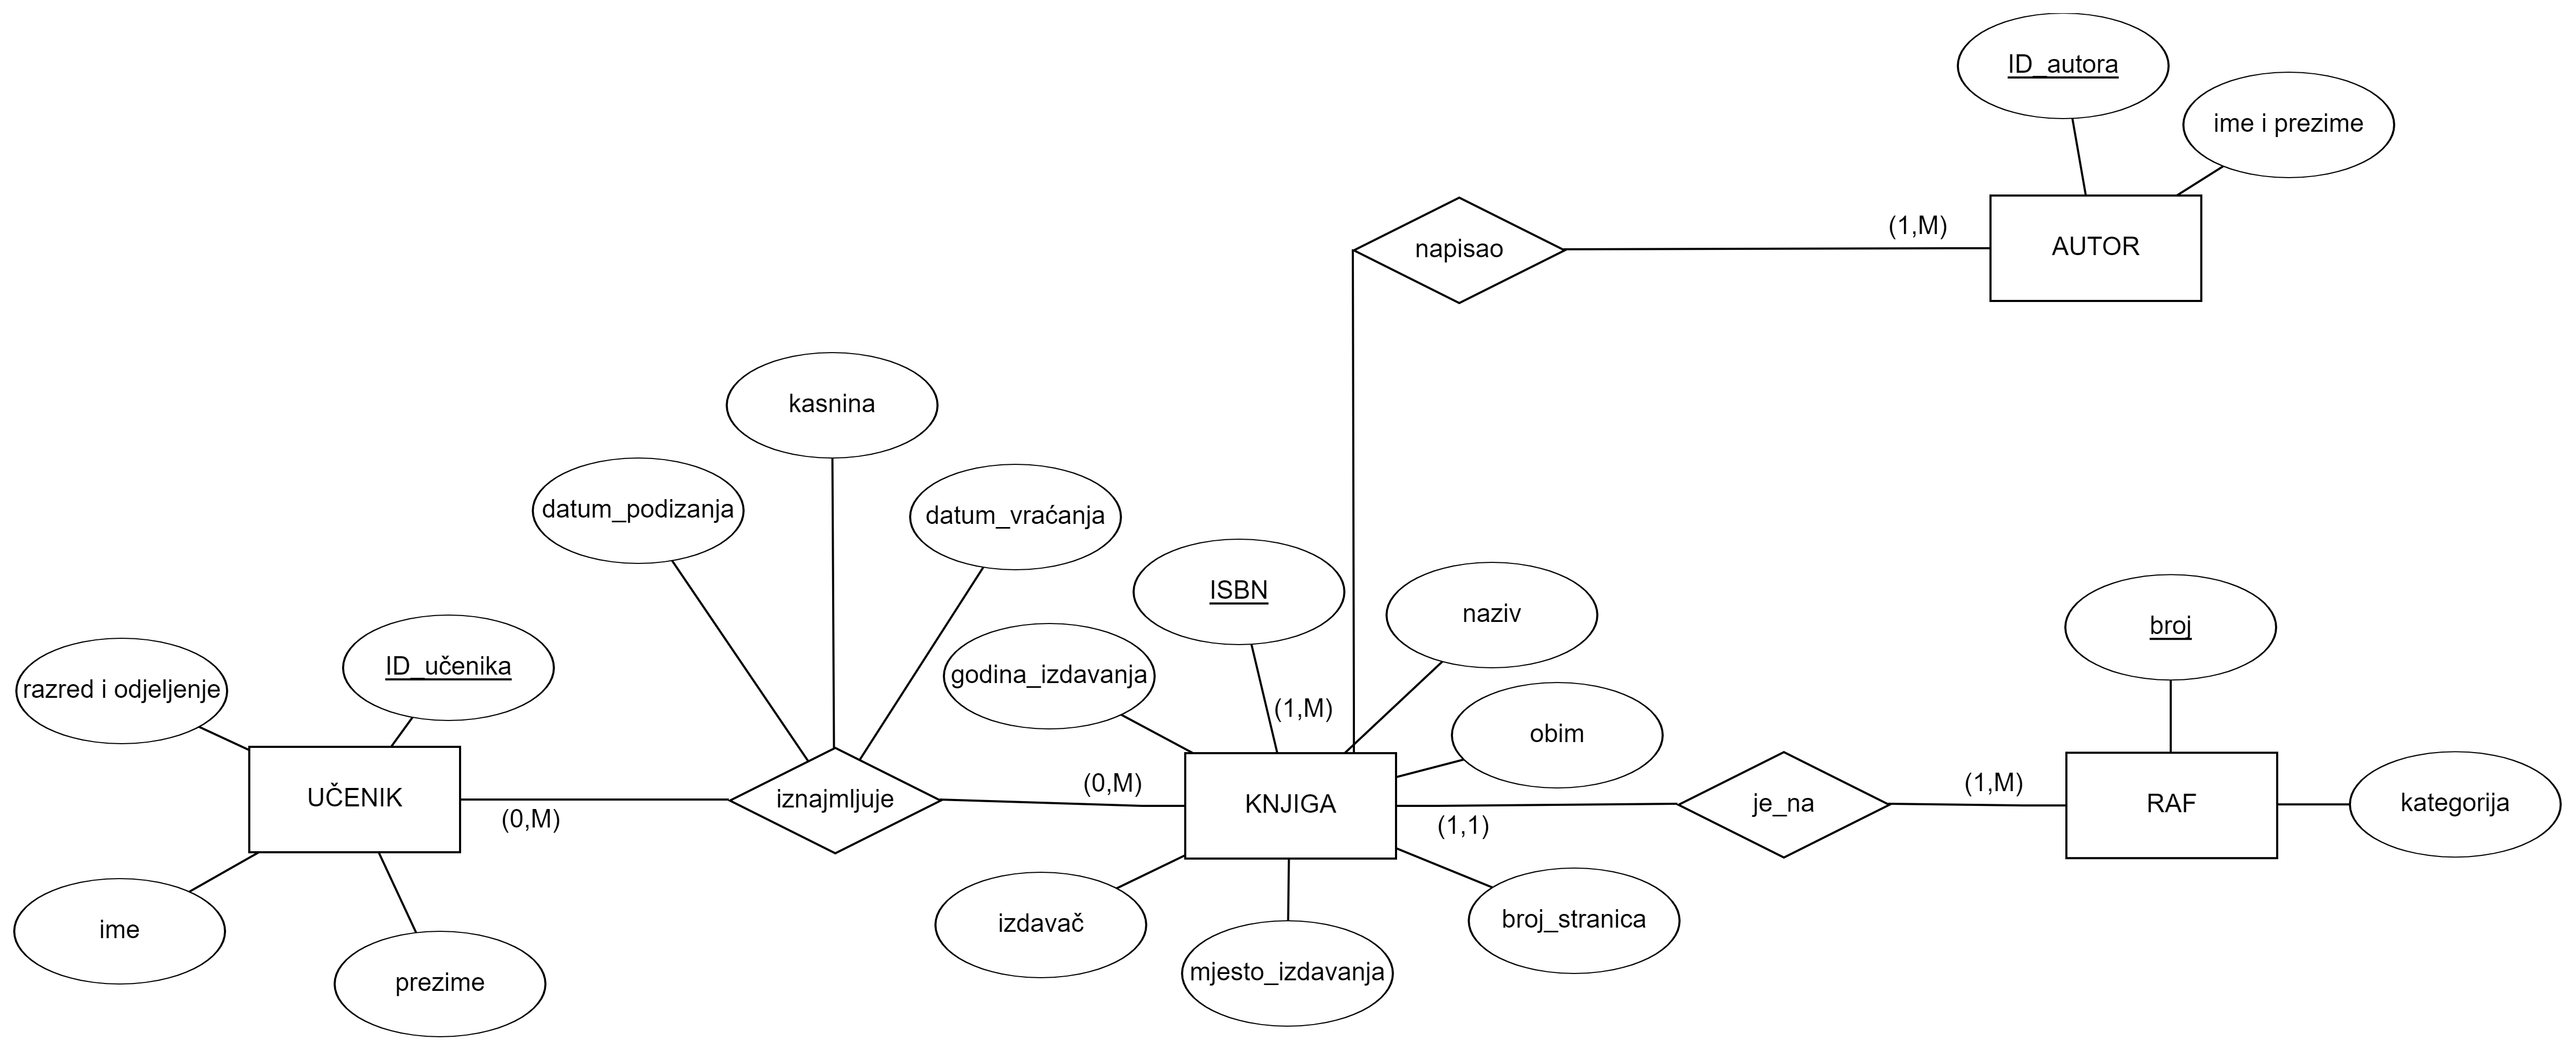 ID_autora
ime i prezime
(1,M)
napisao
AUTOR
kasnina
datum_podizanja
datum_vraćanja
ISBN
naziv
broj
razred i odjeljenje
ID_učenika
godina_izdavanja
(1,M)
obim
UČENIK
(0,M)
iznajmljuje
(0,M)
KNJIGA
(1,1)
je_na
(1,M)
RAF
kategorija
ime
prezime
izdavač
mjesto_izdavanja
broj_stranica